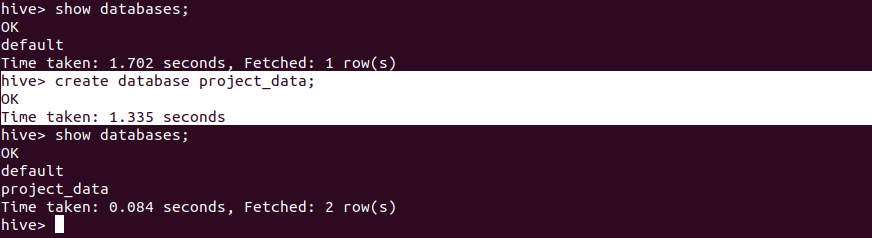 hive> show databases;
OK
default
Time taken: 1.702 seconds, Fetched: 1 row(s)
hive> create database project_data;
OK
Time taken: 1.335 seconds
hive> show databases;
OK
default
project_data
Time taken: 0.084 seconds, Fetched: 2 row(s)
hive>